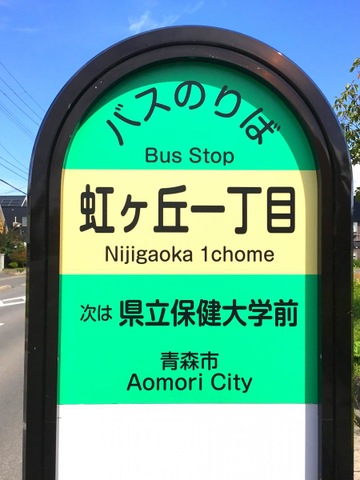 バスのりば
Bus Stop
虹ヶ丘一丁目
Nijigaoka 1chome
次は 県立保健大学前
青森市
Aomori City